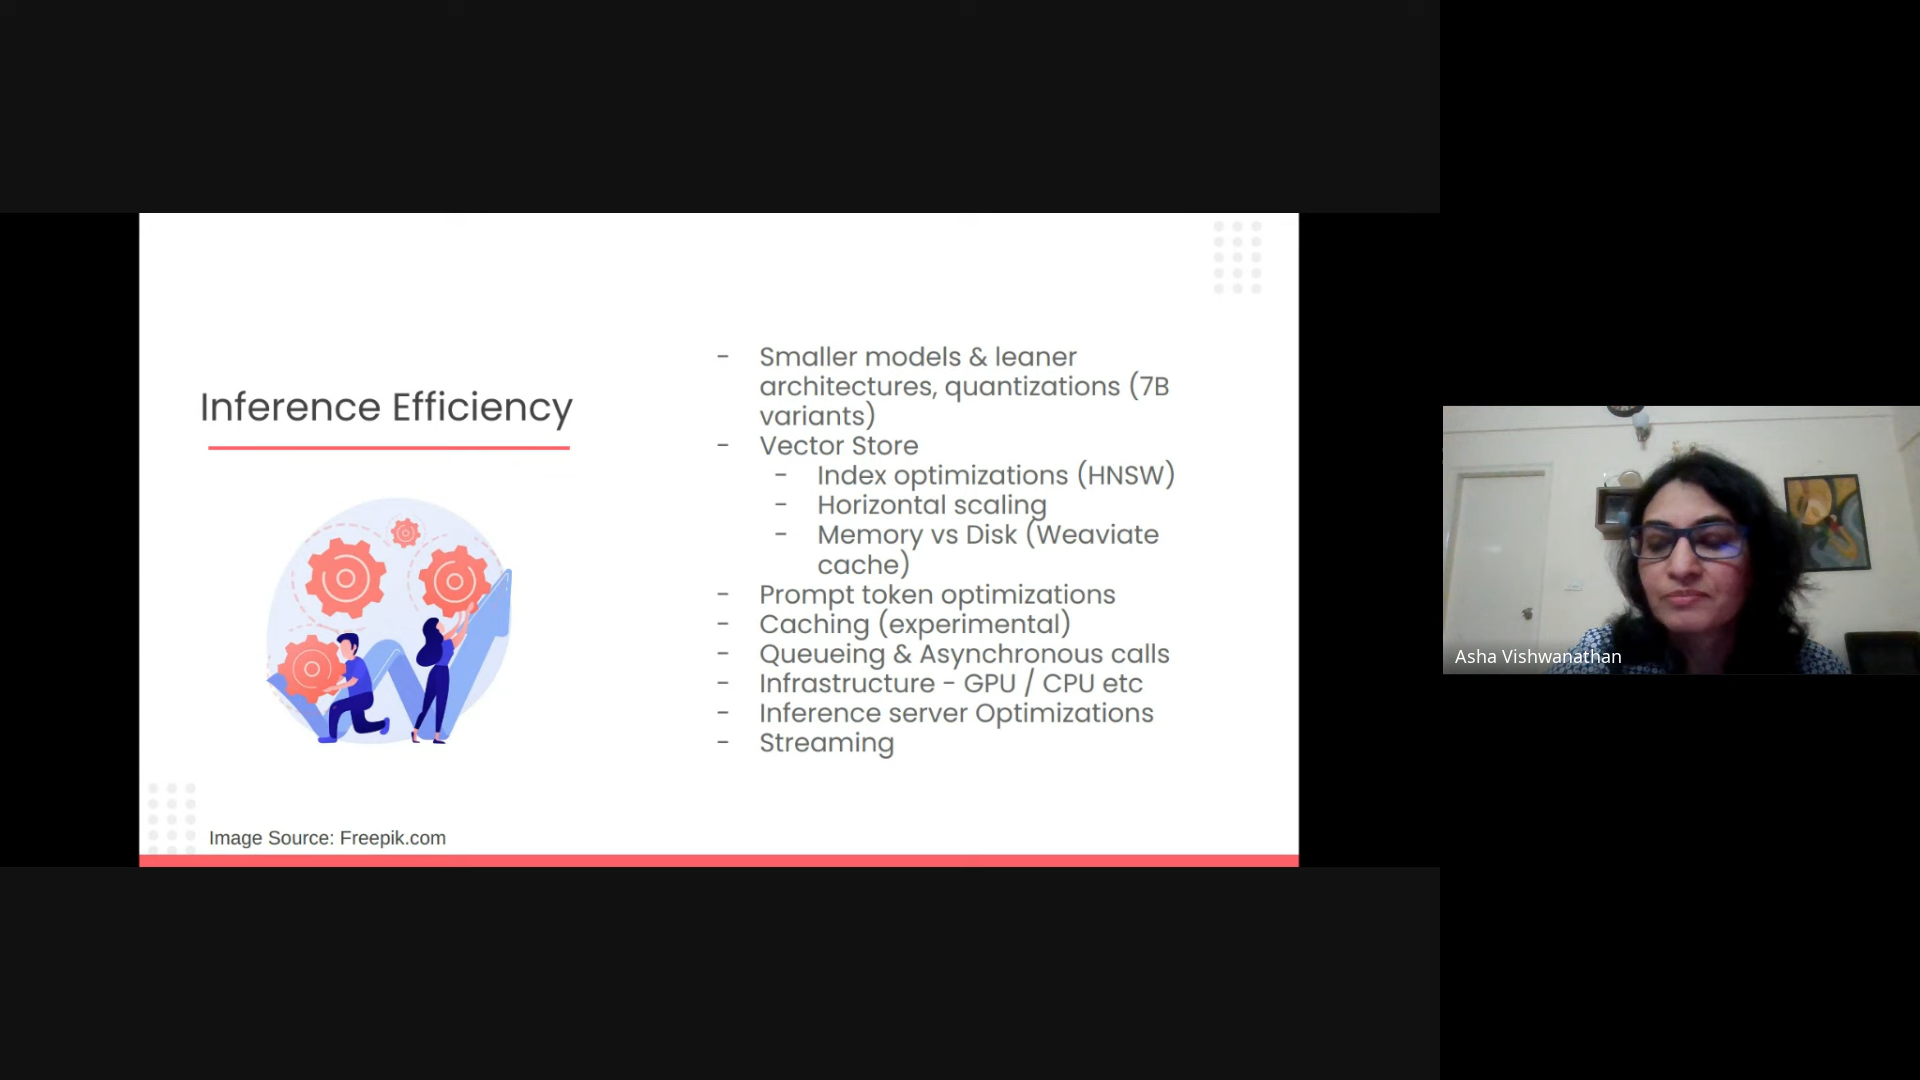 Inference Efficiency
- Smaller models & leaner
architectures, quantizations (7B
variants)
- Vector Store
- Index optimizations (HNSW)
- Horizontal scaling
- Memory vs Disk (Weaviate
cache)
- Prompt token optimizations
- Caching (experimental)
- Queueing & Asynchronous calls
- Infrastructure - GPU / CPU etc
- Inference server Optimizations
- Streaming
Image Source: Freepik.com
Asha Vishwanathan